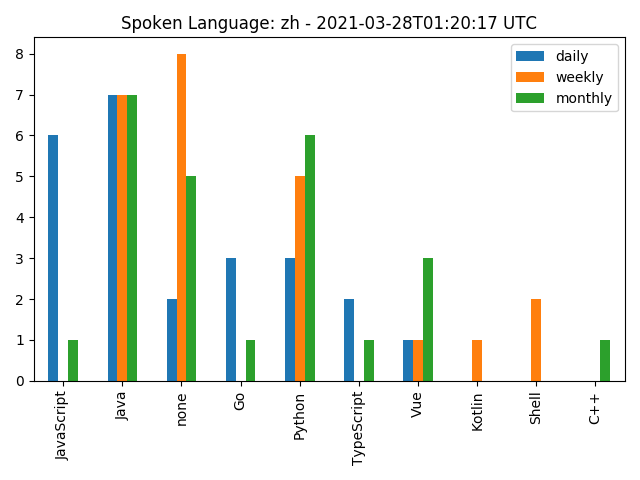 Spoken Language: zh - 2021-03-28T01:20:17 UTC
daily
weekly
monthly
8
7
6
5
4
3
2
1
0
JavaScript
Java
none
Go
Python
TypeScript
Vue
Kotlin
Shell
C++